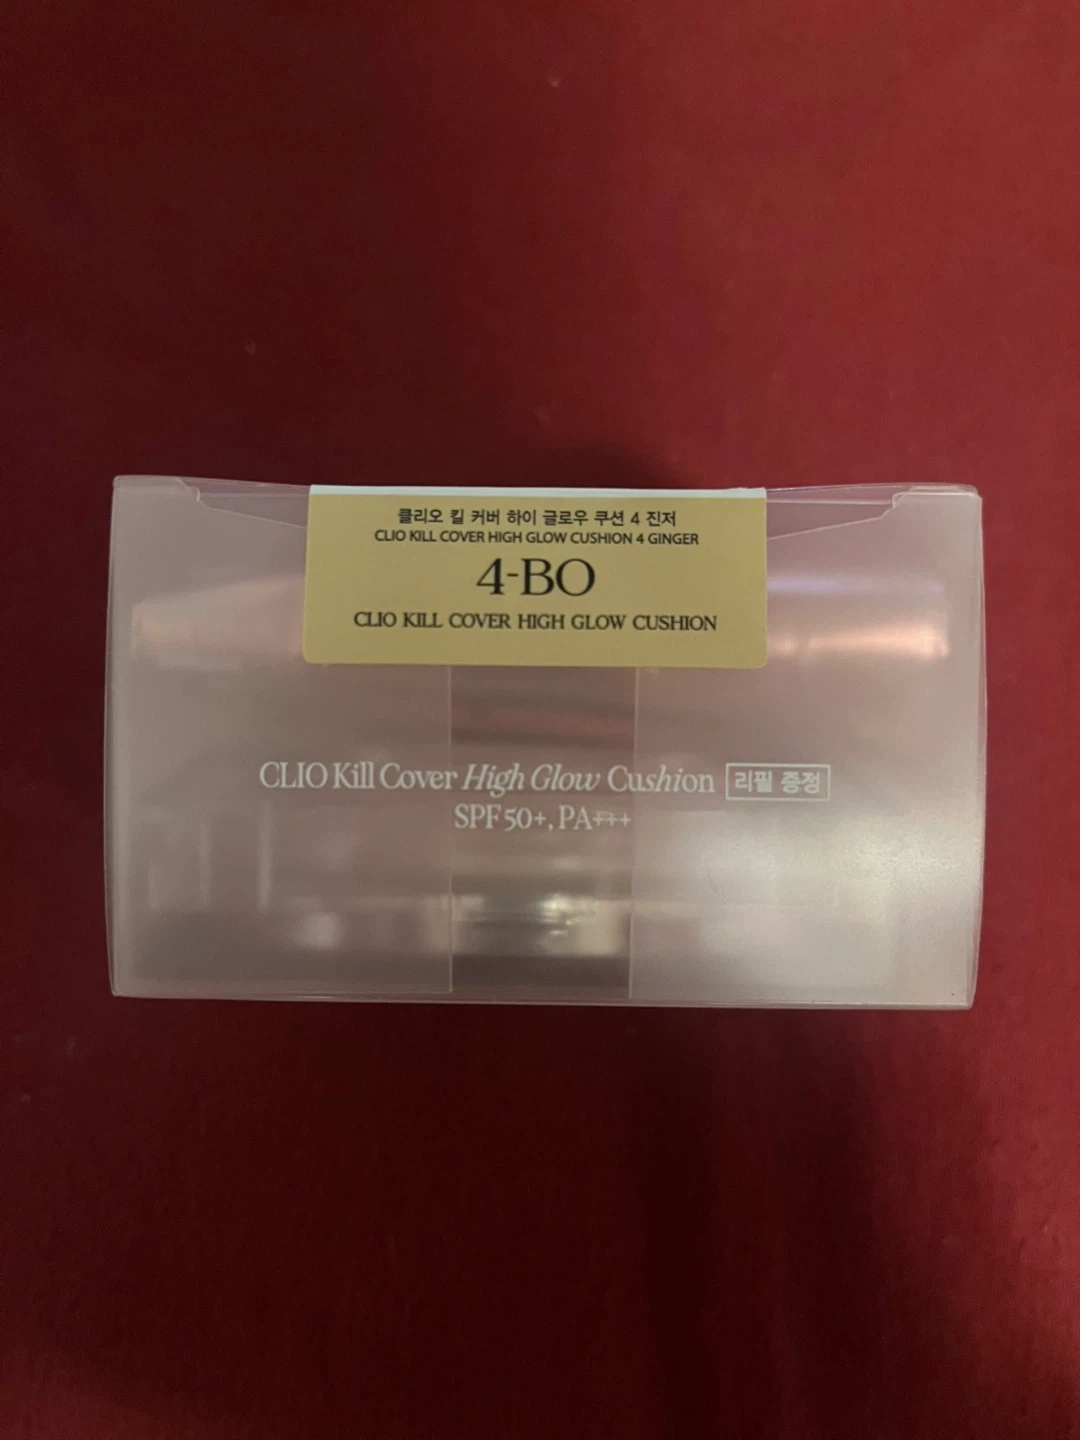 클리오 킬 커버 하이 글로우 쿠션 4 진저
CLIO KILL COVER HIGH GLOW CUSHION 4 GINGER
4-BO
CLIO KILL COVER HIGH GLOW CUSHION
CLIO Kill Cover High Glow Cushion 리필 증정
SPF 50+, PA+++